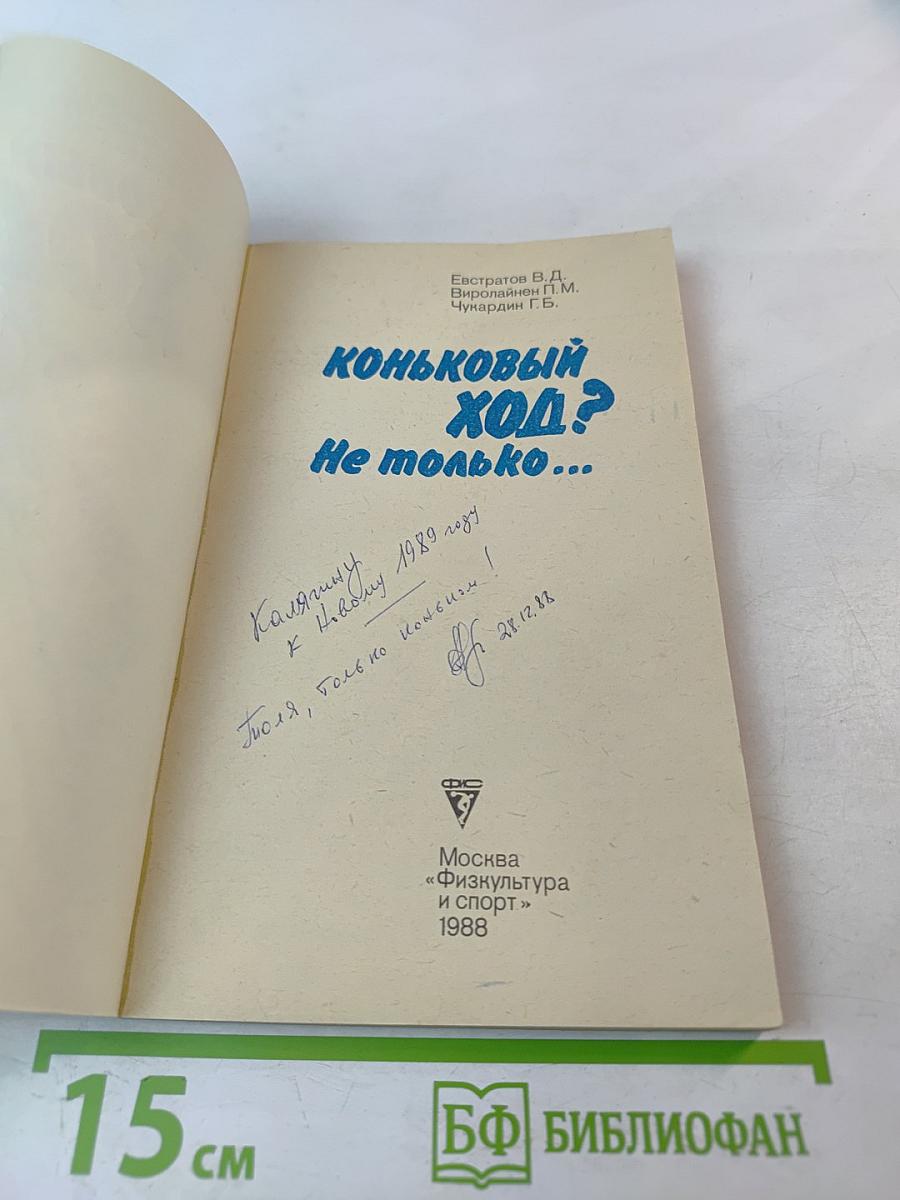 Евстратов В.Д.
Виролайнен П.М.
Чукардин Г.Б.
КОНЬКОВЫЙ
ХОД?
Не только...
Калягину
к Новому 1989 году
Толя, только коньком!
28.12.88
ФиС
Москва
«Физкультура
и спорт»
1988
15 см
БФ БИБЛИОФАН